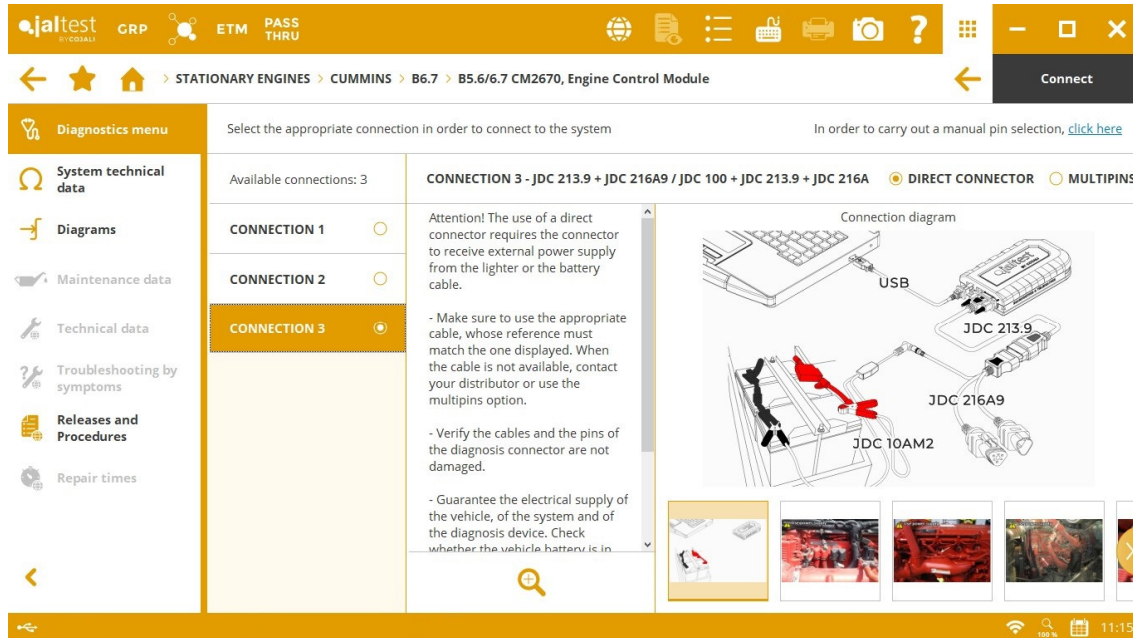 jaltest GRP ETM PASS THRU
BY COJALI
> STATIONARY ENGINES > CUMMINS > B6.7 > B5.6/6.7 CM2670, Engine Control Module
Connect
Diagnostics menu
System technical data
Diagrams
Maintenance data
Technical data
Troubleshooting by symptoms
Releases and Procedures
Repair times
Select the appropriate connection in order to connect to the system
In order to carry out a manual pin selection, click here
Available connections: 3
CONNECTION 1
CONNECTION 2
CONNECTION 3
CONNECTION 3 - JDC 213.9 + JDC 216A9 / JDC 100 + JDC 213.9 + JDC 216A
DIRECT CONNECTOR
MULTIPINS
Attention! The use of a direct
connector requires the connector
to receive external power supply
from the lighter or the battery
cable.
- Make sure to use the appropriate
cable, whose reference must
match the one displayed. When
the cable is not available, contact
your distributor or use the
multipins option.
- Verify the cables and the pins of
the diagnosis connector are not
damaged.
- Guarantee the electrical supply of
the vehicle, of the system and of
the diagnosis device. Check
whether the vehicle battery is in
Connection diagram
jaltest
USB
JDC 213.9
JDC 216A9
JDC 10AM2
100 %
11:15